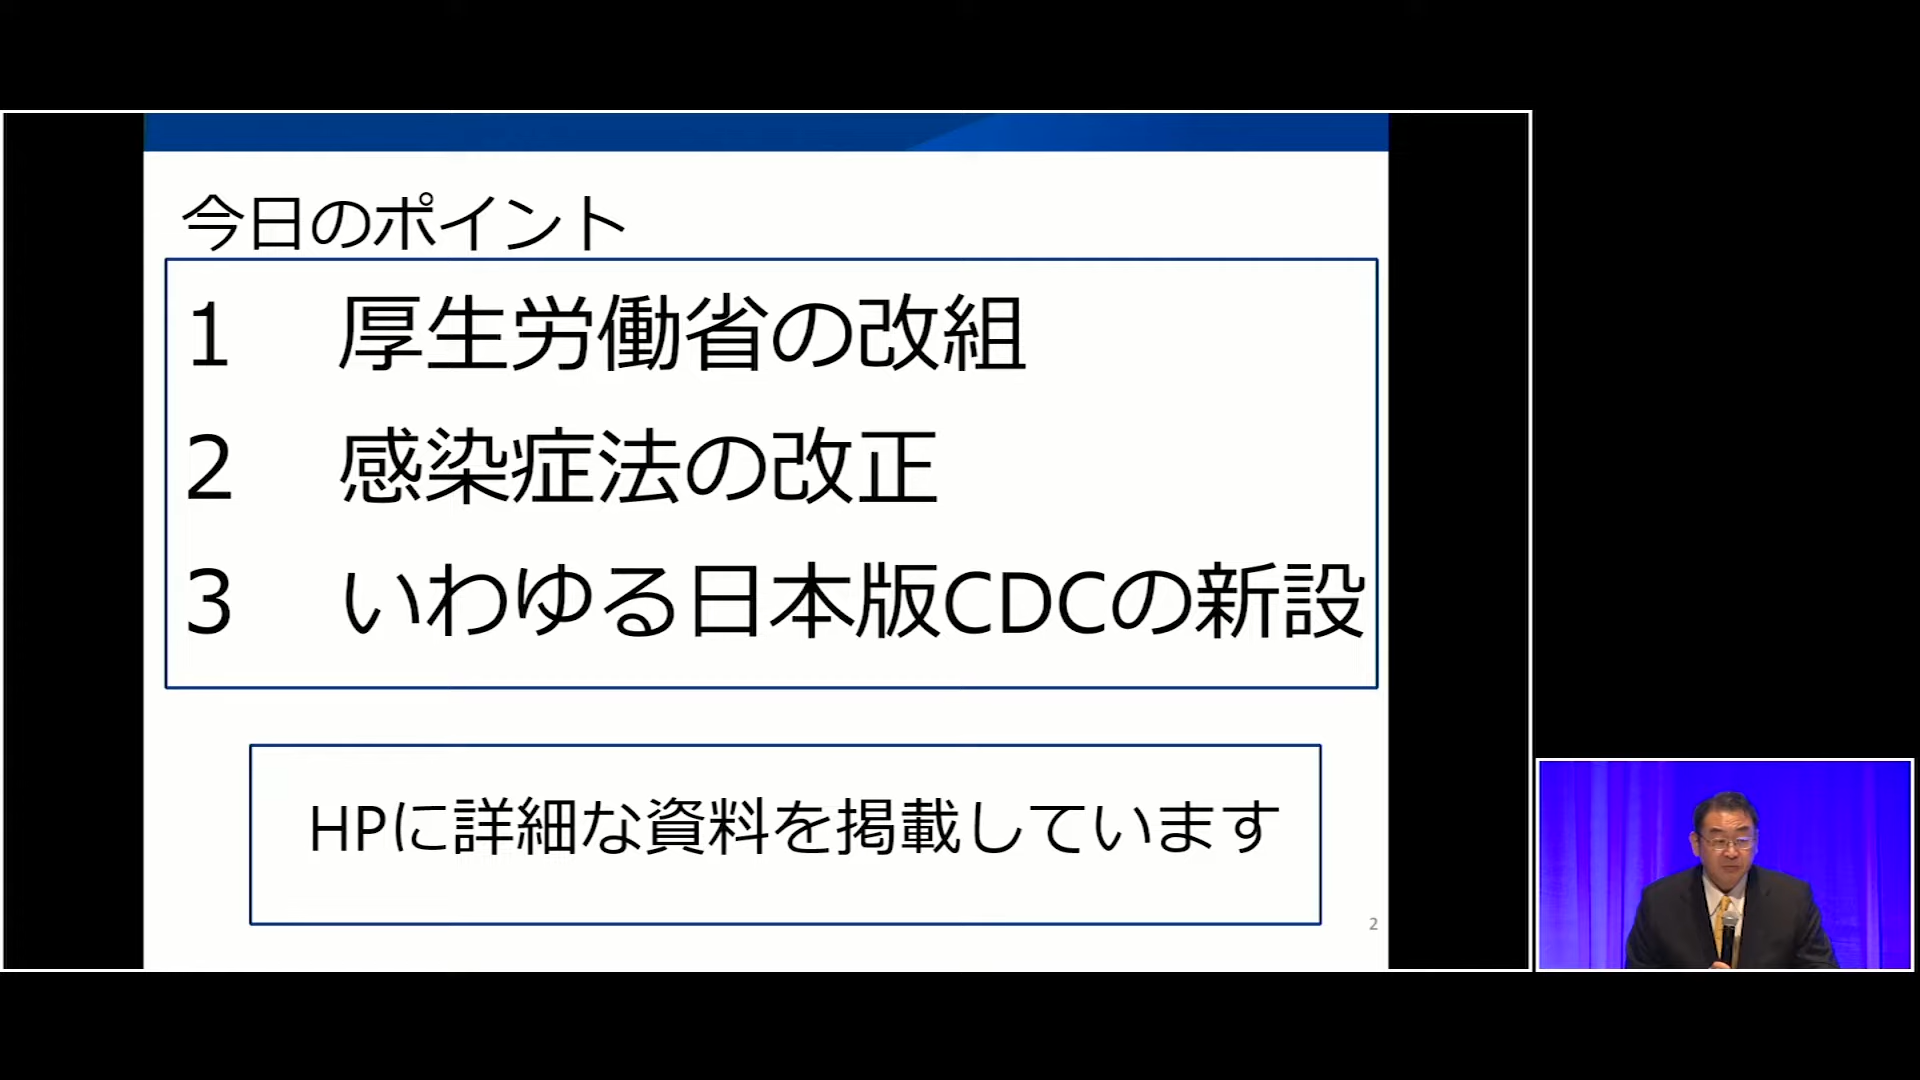 今日のポイント
1 厚生労働省の改組
2 感染症法の改正
3 いわゆる日本版CDCの新設
HPに詳細な資料を掲載しています
2